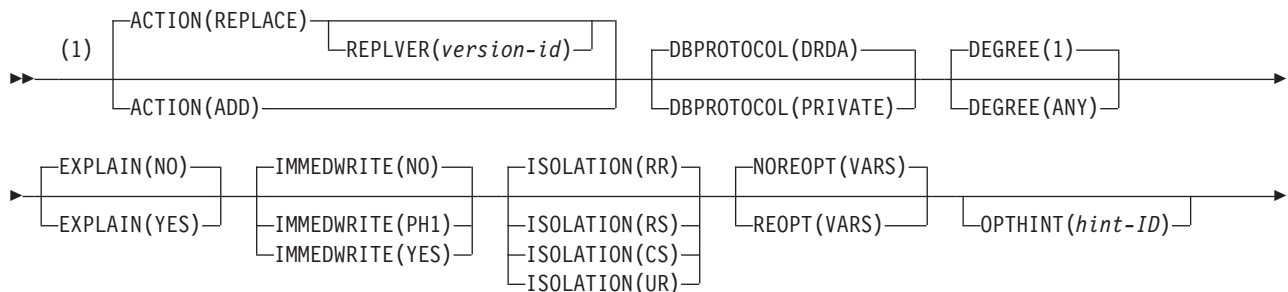 ACTION(REPLACE)
(1)
REPLVER(version-id)
DBPROTOCOL(DRDA)
DEGREE(1)
ACTION(ADD)
DBPROTOCOL(PRIVATE)
DEGREE(ANY)
EXPLAIN(NO)
IMMEDWRITE(NO)
ISOLATION(RR)
NOREOPT(VARS)
EXPLAIN(YES)
IMMEDWRITE(PH1)
IMMEDWRITE(YES)
ISOLATION(RS)
ISOLATION(CS)
ISOLATION(UR)
REOPT(VARS)
OPTHINT(hint-ID)